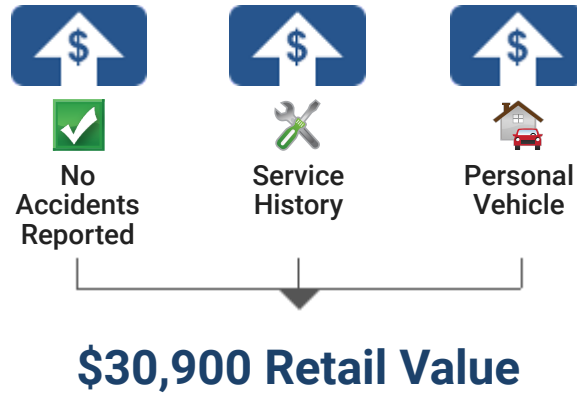 $ $ $
No
Accidents
Reported
Service
History
Personal
Vehicle
$30,900 Retail Value